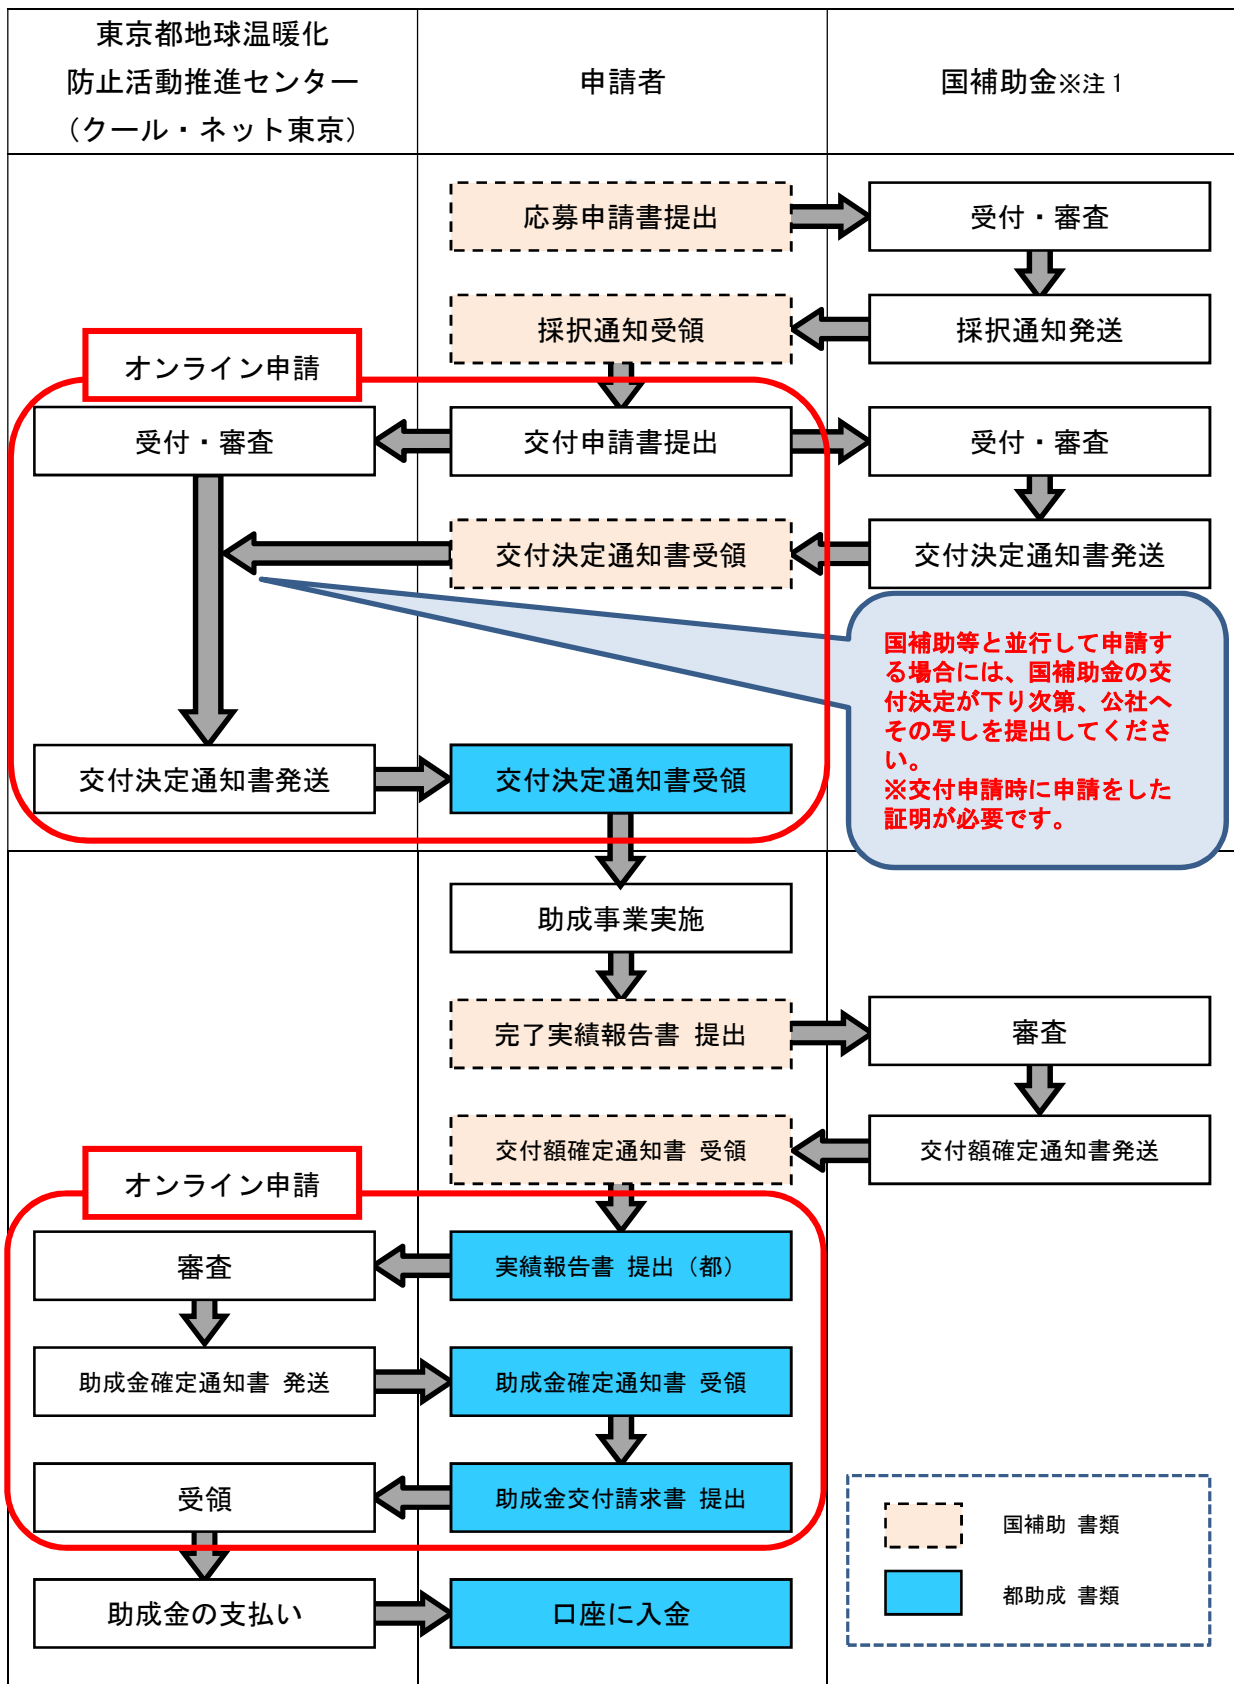 東京都地球温暖化
防止活動推進センター
（クール・ネット東京）
申請者
国補助金※注1
応募申請書提出
受付・審査
採択通知受領
採択通知発送
オンライン申請
受付・審査
交付申請書提出
受付・審査
交付決定通知書受領
交付決定通知書発送
国補助等と並行して申請す
る場合には、国補助金の交
付決定が下り次第、公社へ
その写しを提出してくださ
い。
※交付申請時に申請をした
証明が必要です。
交付決定通知書発送
交付決定通知書受領
助成事業実施
完了実績報告書 提出
審査
交付額確定通知書 受領
交付額確定通知書発送
オンライン申請
審査
実績報告書 提出（都）
助成金確定通知書 発送
助成金確定通知書 受領
受領
助成金交付請求書 提出
国補助 書類
都助成 書類
助成金の支払い
口座に入金